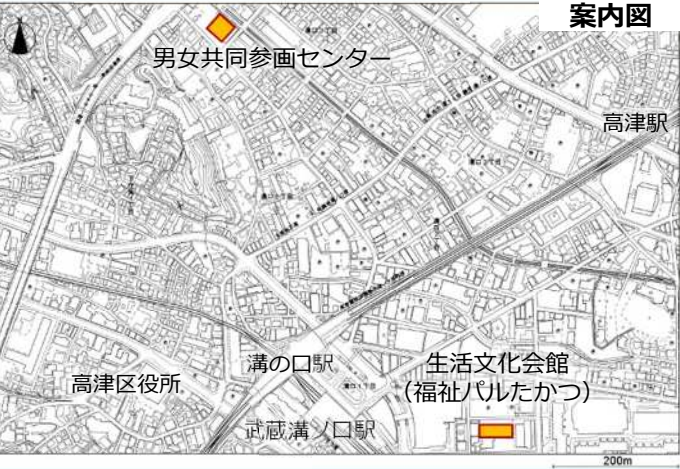 案内図
男女共同参画センター
高津駅
溝の口駅
高津区役所
生活文化会館
（福祉パルたかつ）
武蔵溝ノ口駅
200m